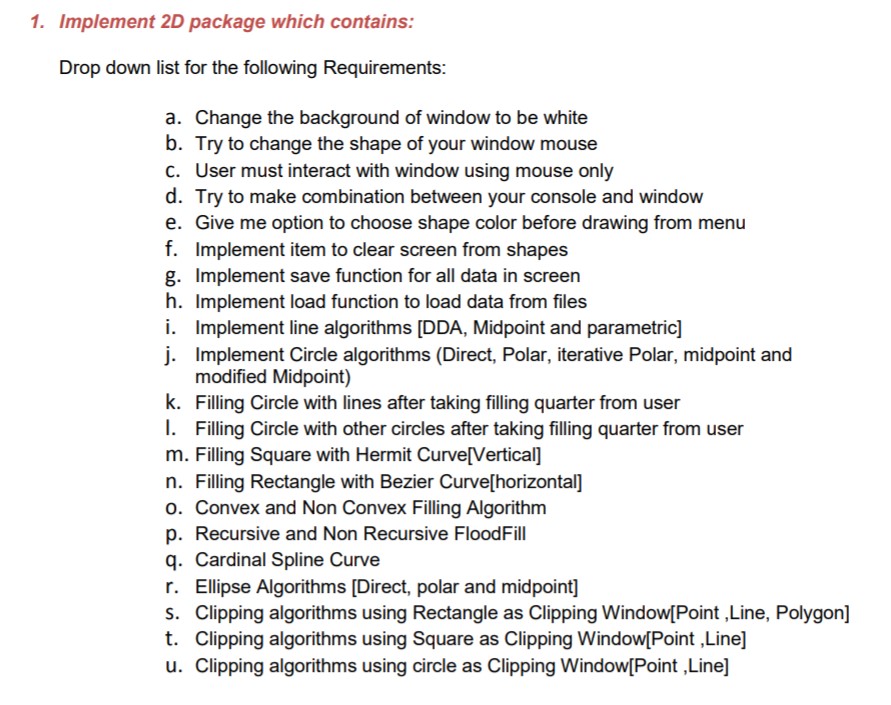 1. Implement 2D package which contains:
Drop down list for the following Requirements:
a. Change the background of window to be white
b. Try to change the shape of your window mouse
c. User must interact with window using mouse only
d. Try to make combination between your console and window
e. Give me option to choose shape color before drawing from menu
f. Implement item to clear screen from shapes
g. Implement save function for all data in screen
h. Implement load function to load data from files
i. Implement line algorithms [DDA, Midpoint and parametric]
j. Implement Circle algorithms (Direct, Polar, iterative Polar, midpoint and
modified Midpoint)
k. Filling Circle with lines after taking filling quarter from user
l. Filling Circle with other circles after taking filling quarter from user
m. Filling Square with Hermit Curve[Vertical]
n. Filling Rectangle with Bezier Curve[horizontal]
o. Convex and Non Convex Filling Algorithm
p. Recursive and Non Recursive FloodFill
q. Cardinal Spline Curve
r. Ellipse Algorithms [Direct, polar and midpoint]
s. Clipping algorithms using Rectangle as Clipping Window[Point ,Line, Polygon]
t. Clipping algorithms using Square as Clipping Window[Point ,Line]
u. Clipping algorithms using circle as Clipping Window[Point ,Line]